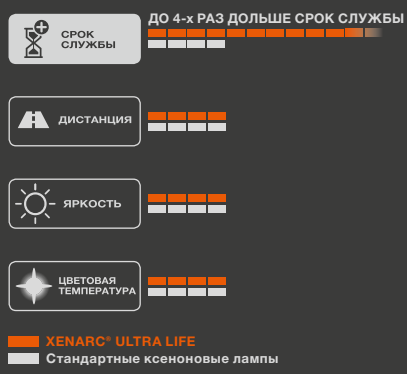 ДО 4-х РАЗ ДОЛЬШЕ СРОК СЛУЖБЫ
СРОК
СЛУЖБЫ
ДИСТАНЦИЯ
ЯРКОСТЬ
ЦВЕТОВАЯ
ТЕМПЕРАТУРА
XENARC® ULTRA LIFE
Стандартные ксеноновые лампы